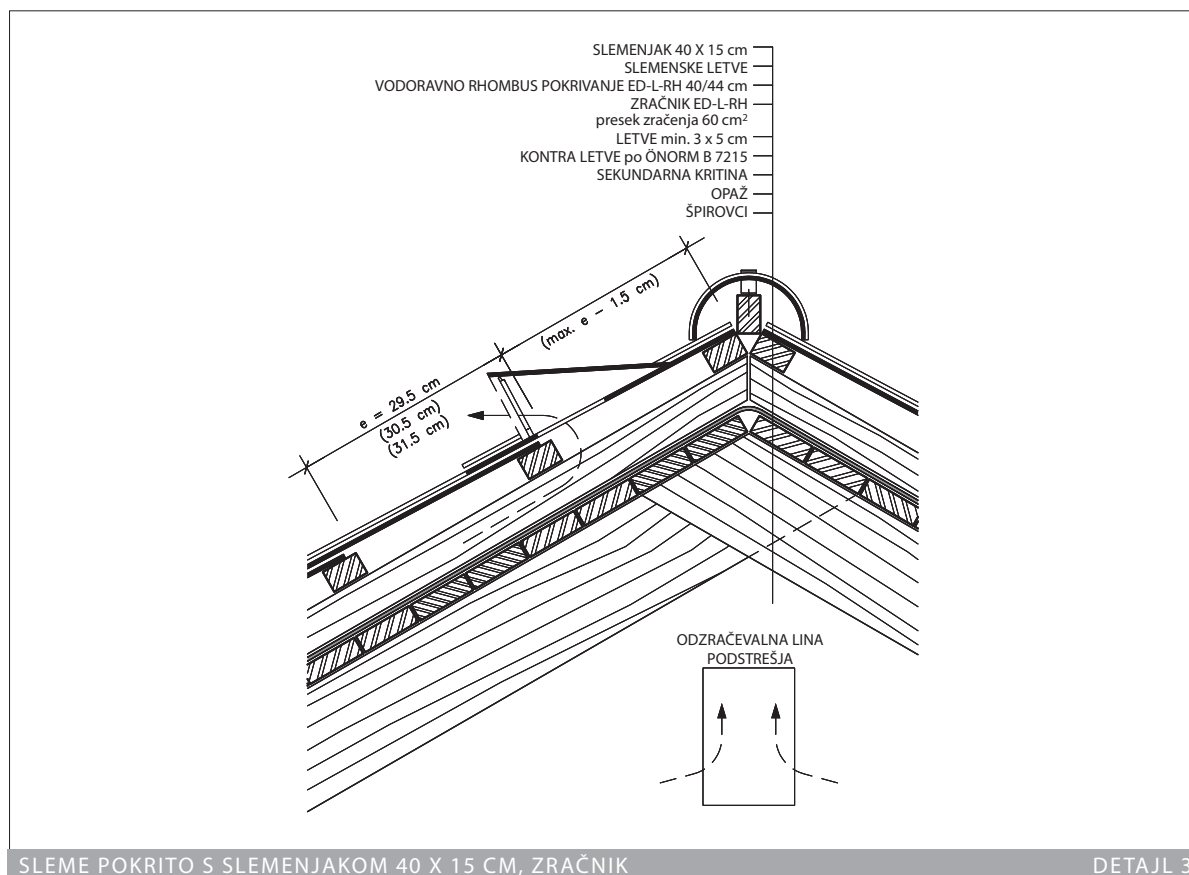 SLEMENJAK 40 X 15 cm
SLEMENSKE LETVE
VODORAVNO RHOMBUS POKRIVANJE ED-L-RH 40/44 cm
ZRAČNIK ED-L-RH
presek zračenja 60 cm²
LETVE min. 3 x 5 cm
KONTRA LETVE po ÖNORM B 7215
SEKUNDARNA KRITINA
OPAŽ
ŠPIROVCI
(max. e - 1.5 cm)
e = 29.5 cm
(30.5 cm)
(31.5 cm)
ODZRAČEVALNA LINA
PODSTREŠJA
SLEME POKRITO S SLEMENJAKOM 40 X 15 CM, ZRAČNIK
DETAJL 3